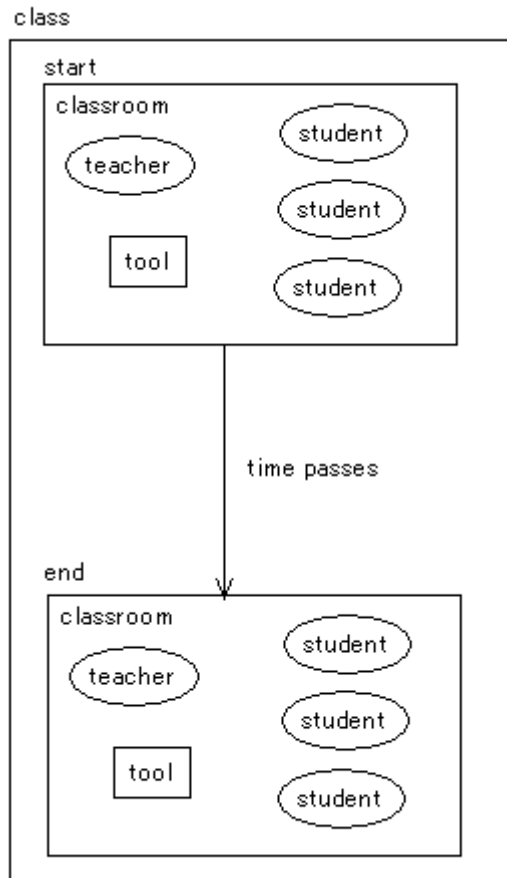 class
start
classroom
student
teacher
student
tool
student
time passes
end
classroom
student
teacher
student
tool
student